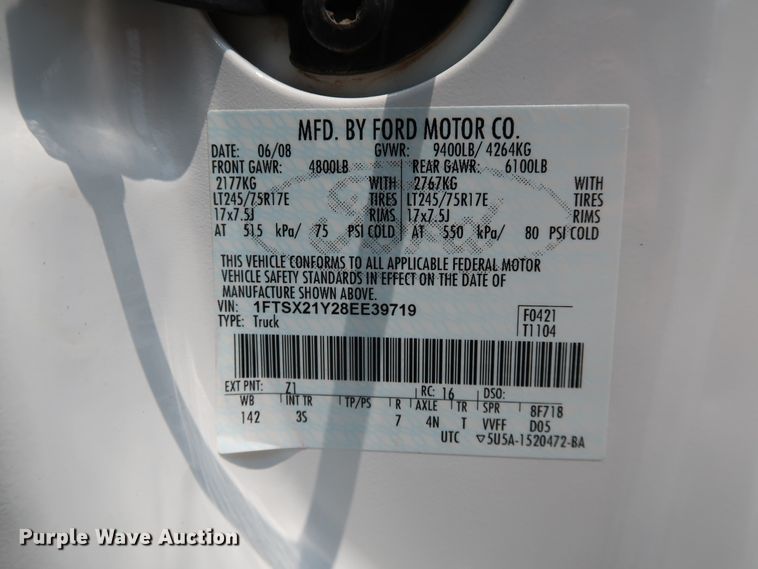 MFD. BY FORD MOTOR CO.
DATE: 06/08 GVWR: 9400LB/ 4264KG
FRONT GAWR: 4800LB REAR GAWR: 6100LB
2177KG WITH 2767KG WITH
LT245/75R17E TIRES LT245/75R17E TIRES
17x7.5J RIMS 17x7.5J RIMS
AT 515 kPa/ 75 PSI COLD AT 550 kPa/ 80 PSI COLD
THIS VEHICLE CONFORMS TO ALL APPLICABLE FEDERAL MOTOR
VEHICLE SAFETY STANDARDS IN EFFECT ON THE DATE OF
MANUFACTURE SHOWN ABOVE.
VIN: 1FTSX21Y28EE39719
TYPE: Truck
F0421
T1104
EXT PNT: Z1 RC: 16 DSO:
WB INT TR TP/PS R AXLE TR SPR 8F718
142 3S 7 4N T VVFF D05
UTC ▽5U5A-1520472-BA
Ford
Purple Wave Auction